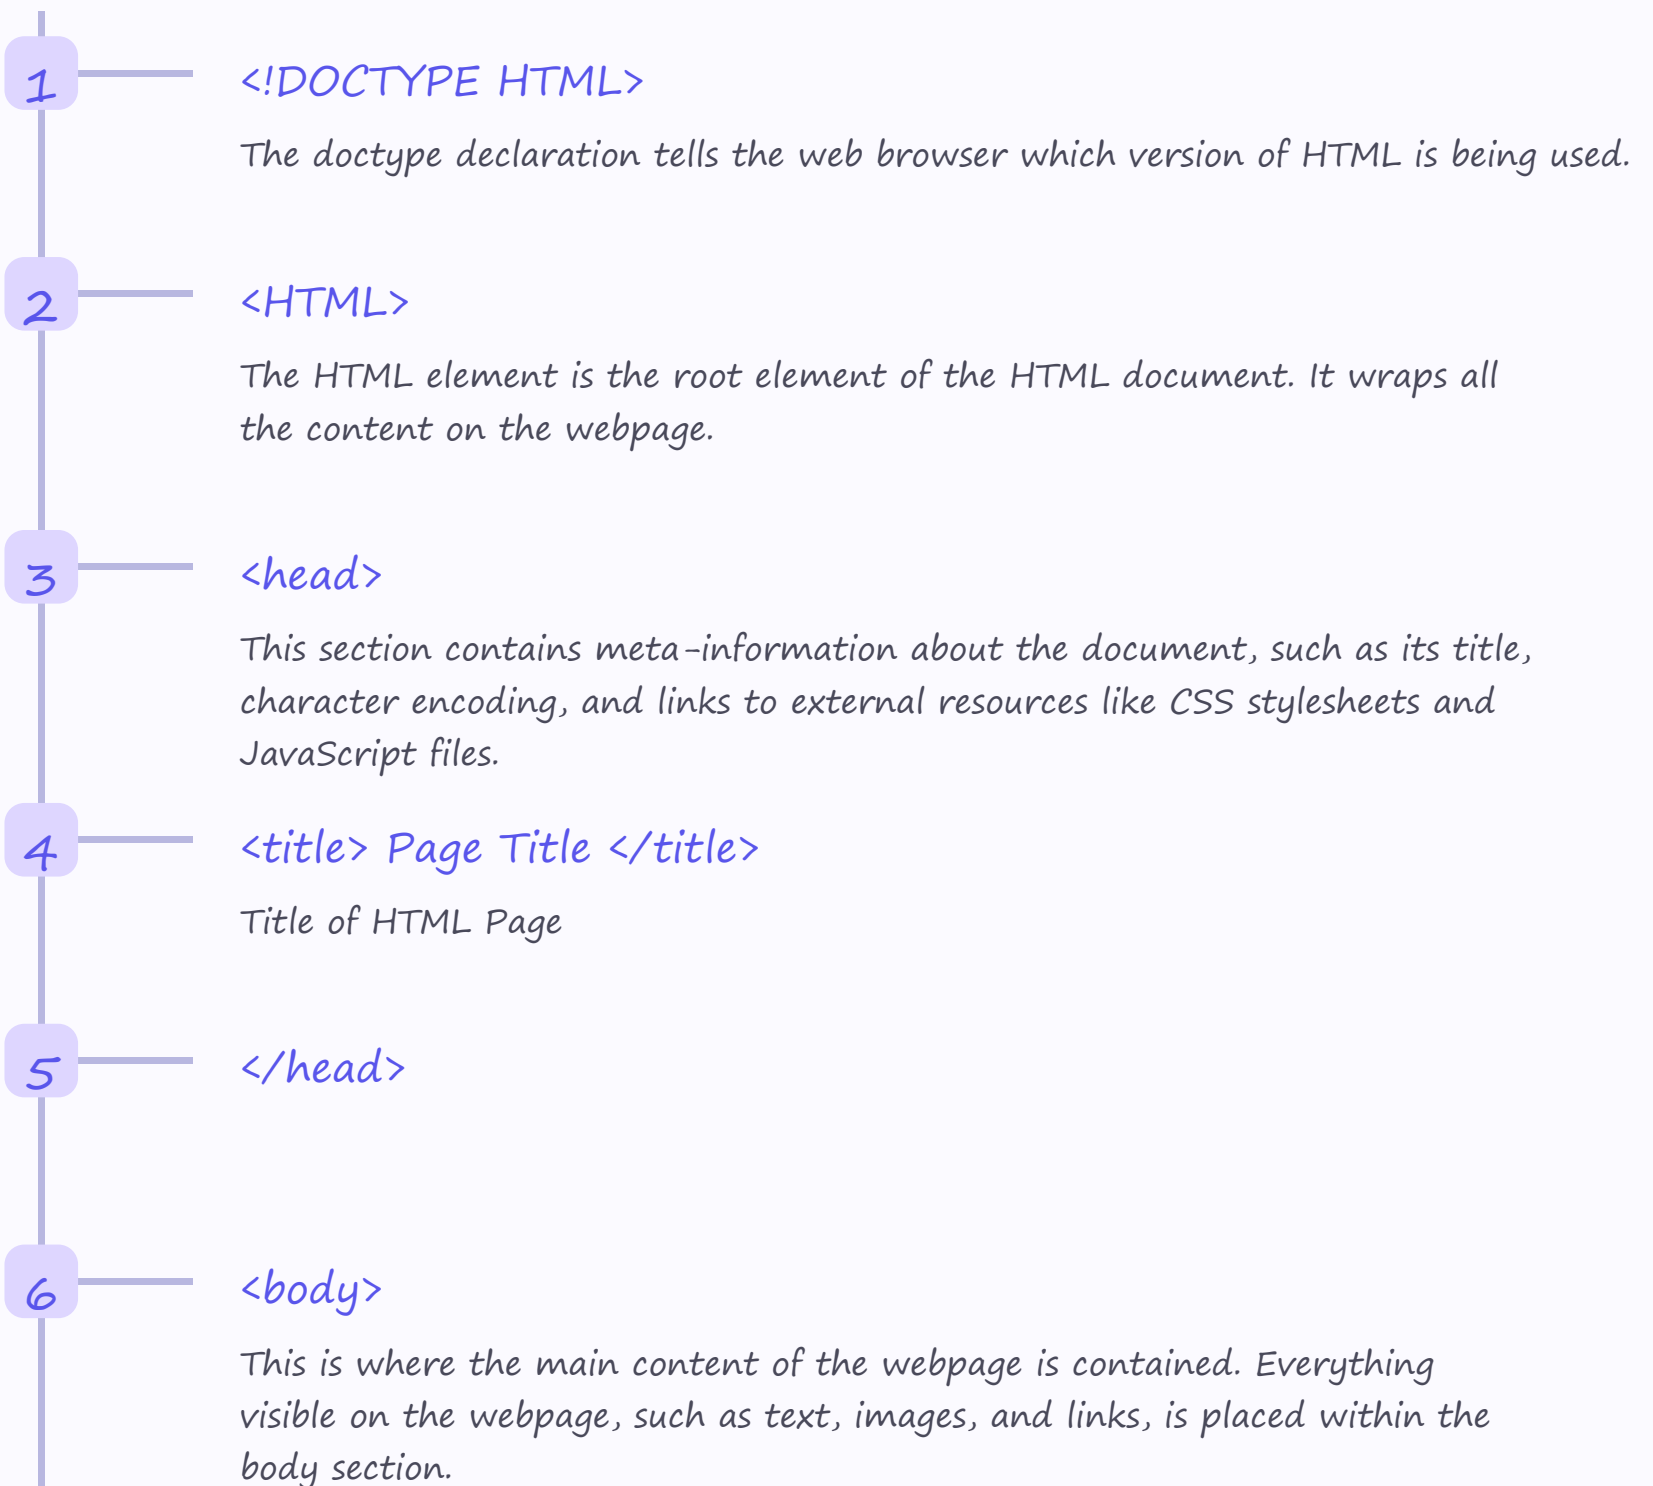 1
<!DOCTYPE HTML>
The doctype declaration tells the web browser which version of HTML is being used.
2
<HTML>
The HTML element is the root element of the HTML document. It wraps all
the content on the webpage.
3
<head>
This section contains meta-information about the document, such as its title,
character encoding, and links to external resources like CSS stylesheets and
JavaScript files.
4
<title> Page Title </title>
Title of HTML Page
5
</head>
6
<body>
This is where the main content of the webpage is contained. Everything
visible on the webpage, such as text, images, and links, is placed within the
body section.